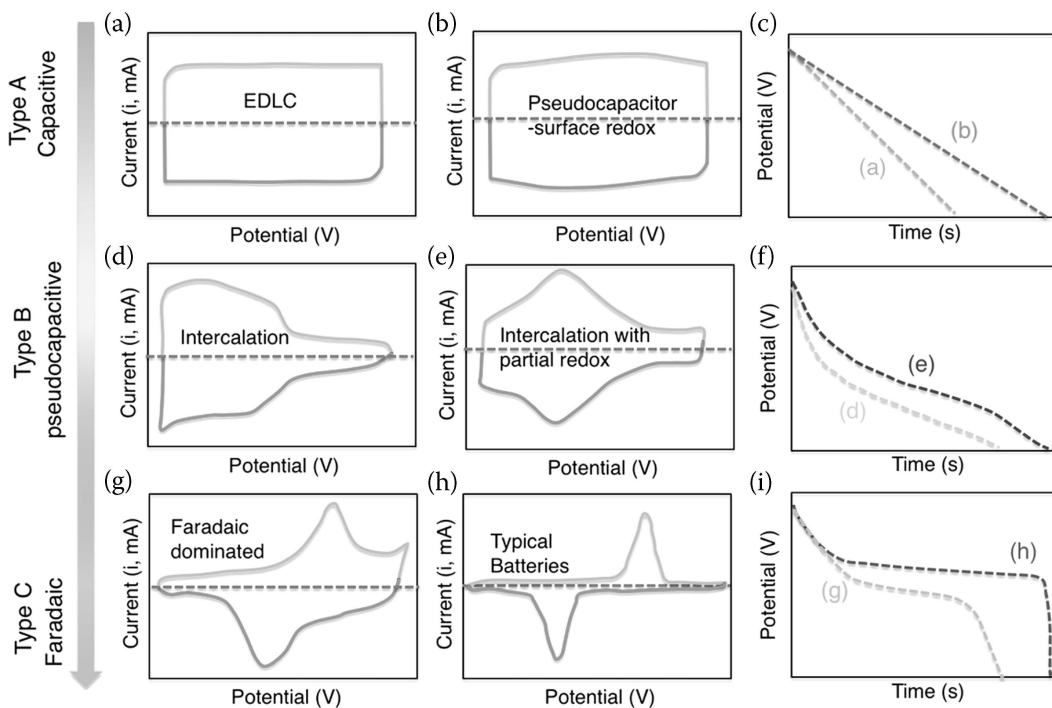 (a)
(b)
(c)
Type A
Capacitive
Current (i, mA)
EDLC
Potential (V)
Current (i, mA)
Pseudocapacitor
-surface redox
Potential (V)
Potential (V)
(b)
(a)
Time (s)
(d)
(e)
(f)
Type B
pseudocapacitive
Current (i, mA)
Intercalation
Potential (V)
Current (i, mA)
Intercalation with
partial redox
Potential (V)
Potential (V)
(e)
(d)
Time (s)
(g)
(h)
(i)
Type C
Faradaic
Current (i, mA)
Faradaic
dominated
Potential (V)
Current (i, mA)
Typical
Batteries
Potential (V)
Potential (V)
(h)
(g)
Time (s)